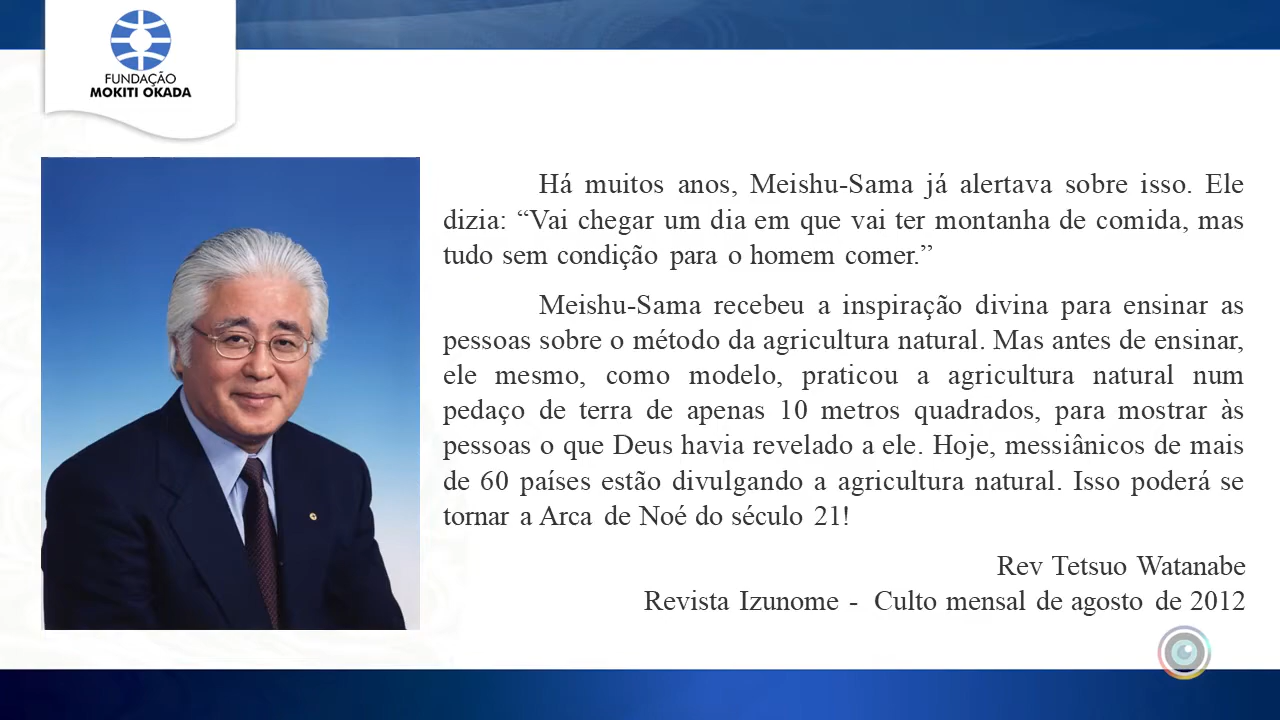 FUNDAÇÃO
MOKITI OKADA
Há muitos anos, Meishu-Sama já alertava sobre isso. Ele
dizia: “Vai chegar um dia em que vai ter montanha de comida, mas
tudo sem condição para o homem comer.”
Meishu-Sama recebeu a inspiração divina para ensinar as
pessoas sobre o método da agricultura natural. Mas antes de ensinar,
ele mesmo, como modelo, praticou a agricultura natural num
pedaço de terra de apenas 10 metros quadrados, para mostrar às
pessoas o que Deus havia revelado a ele. Hoje, messiânicos de mais
de 60 países estão divulgando a agricultura natural. Isso poderá se
tornar a Arca de Noé do século 21!
Rev Tetsuo Watanabe
Revista Izunome - Culto mensal de agosto de 2012